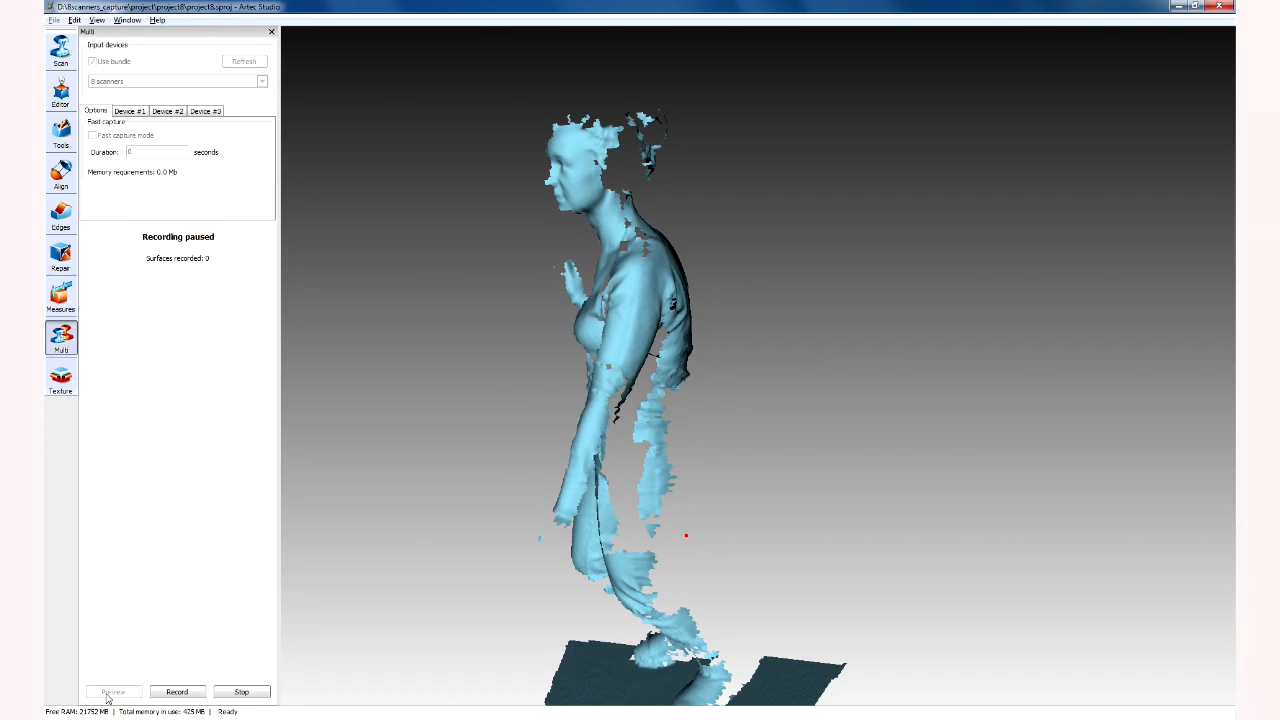 D:\8scanners_capture\project\project8\project8.sproj - Artec Studio
File Edit View Window Help
Multi
Input devices
Use bundle
Refresh
8 scanners
Options Device #1 Device #2 Device #3
Fast capture
Fast capture mode
Duration: 0 seconds
Memory requirements: 0.0 Mb
Recording paused
Surfaces recorded: 0
Scan
Editor
Tools
Align
Edges
Repair
Measures
Multi
Texture
Preview Record Stop
Free RAM: 21752 MB | Total memory in use: 425 MB | Ready